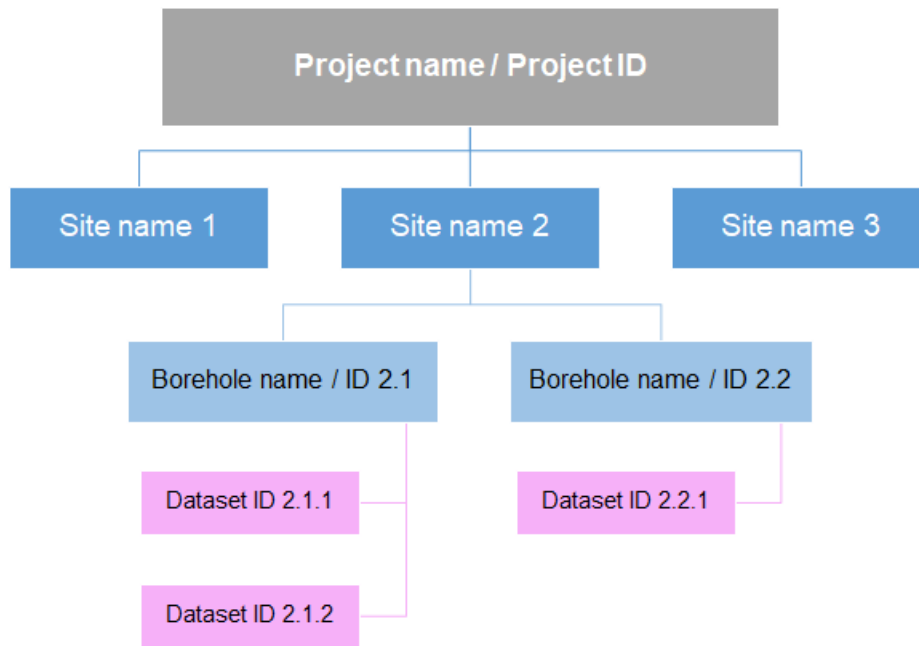 Project name / Project ID
Site name 1
Site name 2
Site name 3
Borehole name / ID 2.1
Borehole name / ID 2.2
Dataset ID 2.1.1
Dataset ID 2.2.1
Dataset ID 2.1.2